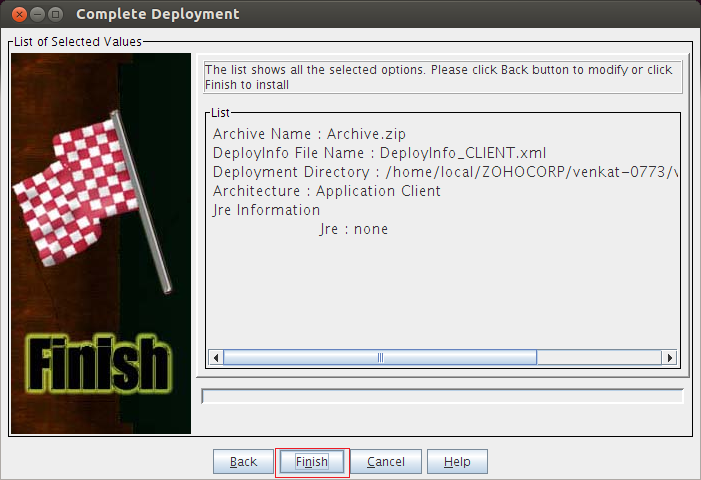 Complete Deployment
List of Selected Values
The list shows all the selected options. Please click Back button to modify or click
Finish to install
List
Archive Name : Archive.zip
DeployInfo File Name : DeployInfo_CLIENT.xml
Deployment Directory : /home/local/ZOHOCORP/venkat-0773/
Architecture : Application Client
Jre Information
Jre : none
Finish
Back
Finish
Cancel
Help